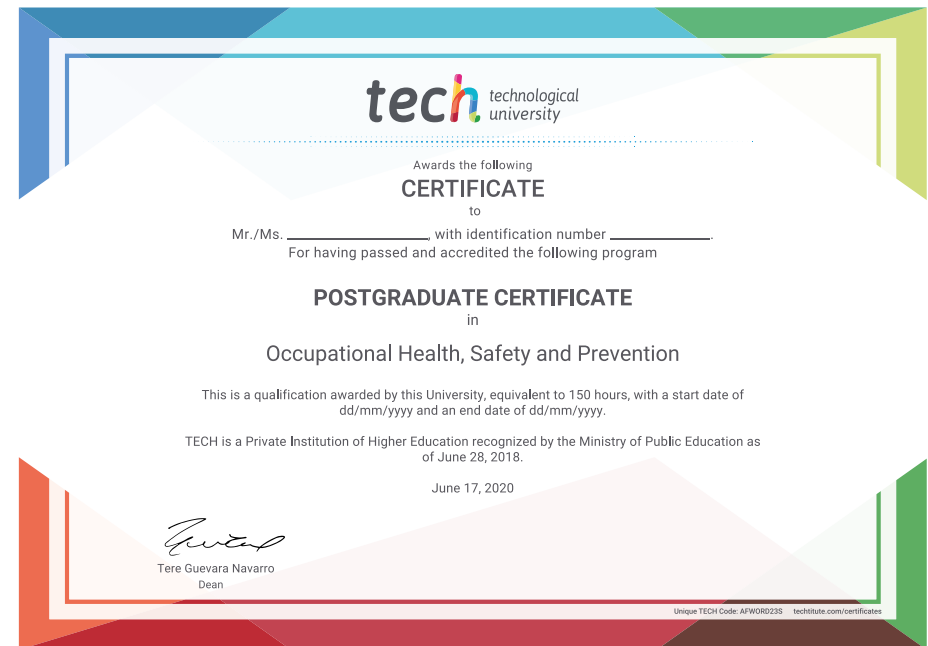 tech technological
university
Awards the following
CERTIFICATE
to
Mr./Ms. ____________, with identification number ____________.
For having passed and accredited the following program
POSTGRADUATE CERTIFICATE
in
Occupational Health, Safety and Prevention
This is a qualification awarded by this University, equivalent to 150 hours, with a start date of
dd/mm/yyyy and an end date of dd/mm/yyyy.
TECH is a Private Institution of Higher Education recognized by the Ministry of Public Education as
of June 28, 2018.
June 17, 2020
Tere Guevara Navarro
Dean
Unique TECH Code: AFWORD23S techtitute.com/certificates